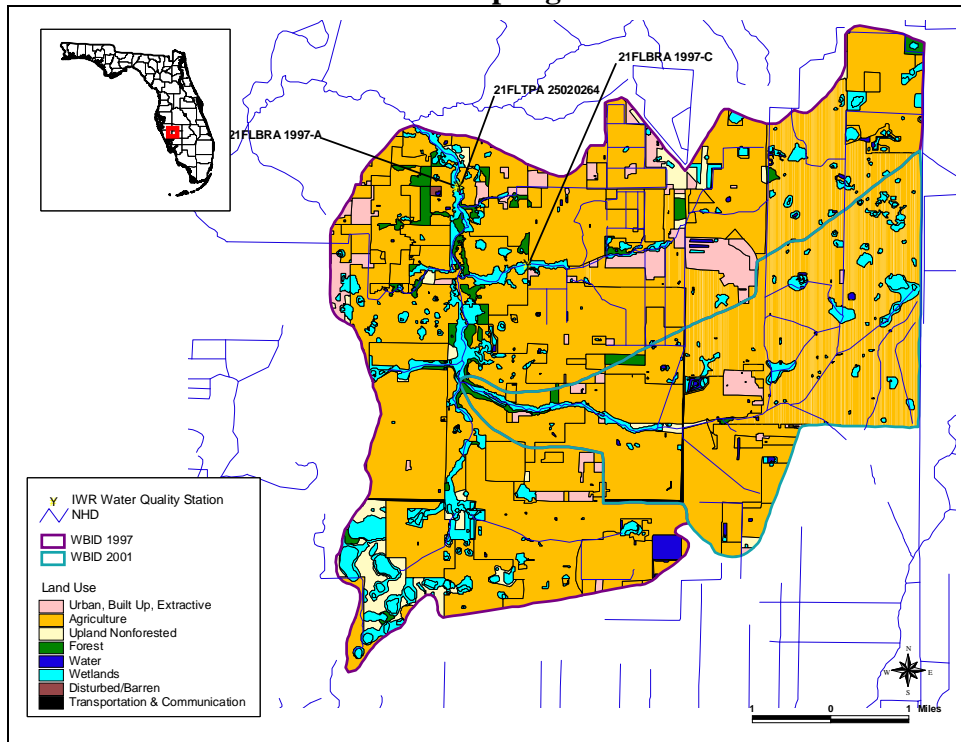 21FLBRA 1997-C
21FLTPA 25020264
21FLBRA 1997-A
Y IWR Water Quality Station
NHD
WBID 1997
WBID 2001
Land Use
Urban, Built Up, Extractive
Agriculture
Upland Nonforested
Forest
Water
Wetlands
Disturbed/Barren
Transportation & Communication
N
W E
S
1 0 1 Miles